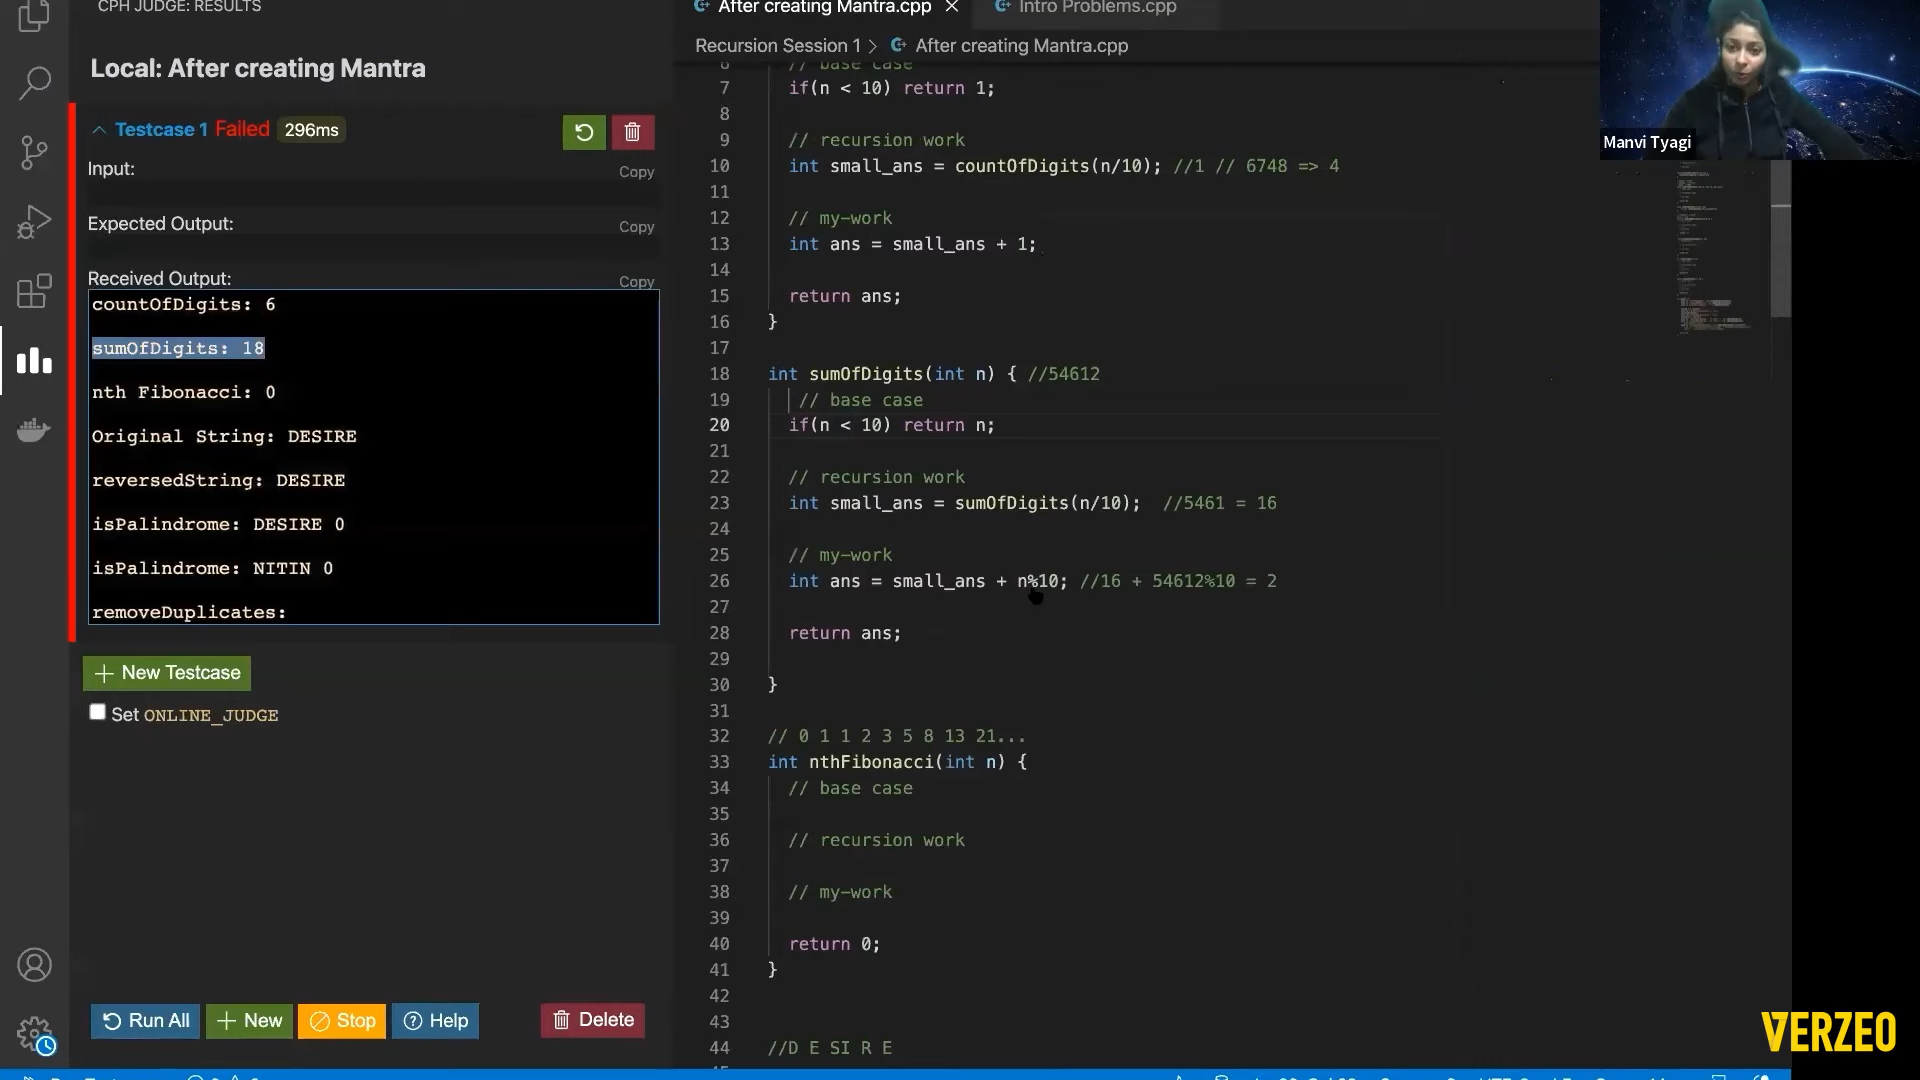 CPH JUDGE: RESULTS
Local: After creating Mantra
Testcase 1 Failed 296ms
Input:
Copy
Expected Output:
Copy
Received Output:
Copy
countOfDigits: 6
sumOfDigits: 18
nth Fibonacci: 0
Original String: DESIRE
reversedString: DESIRE
isPalindrome: DESIRE 0
isPalindrome: NITIN 0
removeDuplicates:
New Testcase
Set ONLINE_JUDGE
Run All
New
Stop
Help
Delete
After creating Mantra.cpp
Intro Problems.cpp
Recursion Session 1 > After creating Mantra.cpp
6 // base case
7 if(n < 10) return 1;
8
9 // recursion work
10 int small_ans = countOfDigits(n/10); //1 // 6748 => 4
11
12 // my-work
13 int ans = small_ans + 1;
14
15 return ans;
16 }
17
18 int sumOfDigits(int n) { //54612
19 // base case
20 if(n < 10) return n;
21
22 // recursion work
23 int small_ans = sumOfDigits(n/10); //5461 = 16
24
25 // my-work
26 int ans = small_ans + n%10; //16 + 54612%10 = 2
27
28 return ans;
29
30 }
31
32 // 0 1 1 2 3 5 8 13 21...
33 int nthFibonacci(int n) {
34 // base case
35
36 // recursion work
37
38 // my-work
39
40 return 0;
41 }
42
43
44 //D E SI R E
Manvi Tyagi
VERZEO